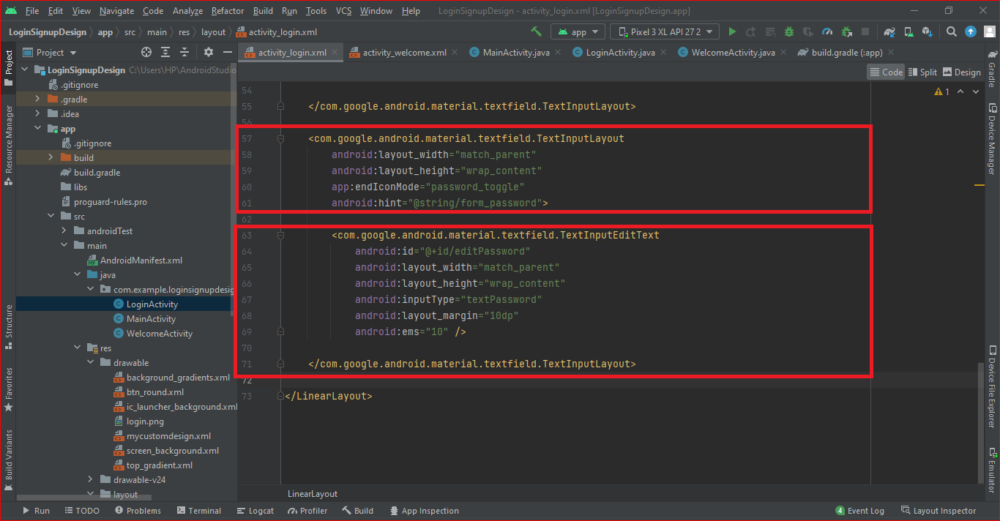 File Edit View Navigate Code Analyze Refactor Build Run Tools VCS Window Help LoginSignupDesign - activity_login.xml [LoginSignupDesign.app]
LoginSignupDesign app src main res layout activity_login.xml app Pixel 3 XL API 27 2
Project activity_login.xml activity_welcome.xml MainActivity.java LoginActivity.java WelcomeActivity.java build.gradle (:app)
Code Split Design
1
Project
Resource Manager
Structure
Favorites
Build Variants
LoginSignupDesign C:\Users\HP\AndroidStudio
.gitignore
.gradle
.idea
app
.gitignore
build
build.gradle
libs
proguard-rules.pro
src
androidTest
main
AndroidManifest.xml
java
com.example.loginsignupdesig
LoginActivity
MainActivity
WelcomeActivity
res
drawable
background_gradients.xml
btn_round.xml
ic_launcher_background.xml
login.png
mycustomdesign.xml
screen_background.xml
top_gradient.xml
drawable-v24
layout
54
55 </com.google.android.material.textfield.TextInputLayout>
56
57 <com.google.android.material.textfield.TextInputLayout
58 android:layout_width="match_parent"
59 android:layout_height="wrap_content"
60 app:endIconMode="password_toggle"
61 android:hint="@string/form_password">
62
63 <com.google.android.material.textfield.TextInputEditText
64 android:id="@+id/editPassword"
65 android:layout_width="match_parent"
66 android:layout_height="wrap_content"
67 android:inputType="textPassword"
68 android:layout_margin="10dp"
69 android:ems="10" />
70
71 </com.google.android.material.textfield.TextInputLayout>
72
73 </LinearLayout>
LinearLayout
Gradle
Device Manager
Device File Explorer
Emulator
Run TODO Problems Terminal Logcat Profiler Build App Inspection 4 Event Log Layout Inspector